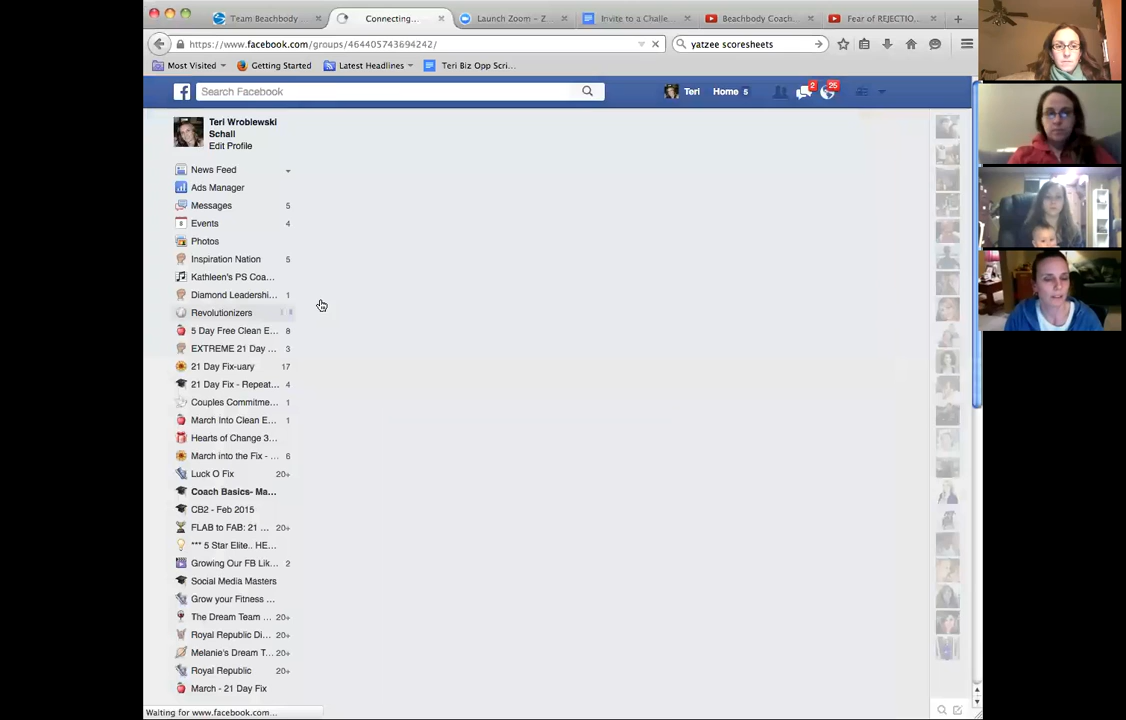 Team Beachbody
Connecting...
Launch Zoom - Z...
Invite to a Challe...
Beachbody Coach...
Fear of REJECTIO...
https://www.facebook.com/groups/464405743694242/
yatzee scoresheets
Most Visited
Getting Started
Latest Headlines
Teri Biz Opp Scri...
Search Facebook
Teri
Home 5
2
25
Teri Wroblewski
Schall
Edit Profile
News Feed
Ads Manager
Messages 5
Events 4
Photos
Inspiration Nation 5
Kathleen's PS Coa...
Diamond Leadershi... 1
Revolutionizers
5 Day Free Clean E... 8
EXTREME 21 Day ... 3
21 Day Fix-uary 17
21 Day Fix - Repeat... 4
Couples Commitme... 1
March Into Clean E... 1
Hearts of Change 3...
March into the Fix - ... 6
Luck O Fix 20+
Coach Basics- Ma...
CB2 - Feb 2015
FLAB to FAB: 21 ... 20+
*** 5 Star Elite.. HE...
Growing Our FB Lik... 2
Social Media Masters
Grow your Fitness ...
The Dream Team ... 20+
Royal Republic Di... 20+
Melanie's Dream T... 20+
Royal Republic 20+
March - 21 Day Fix
Waiting for www.facebook.com...